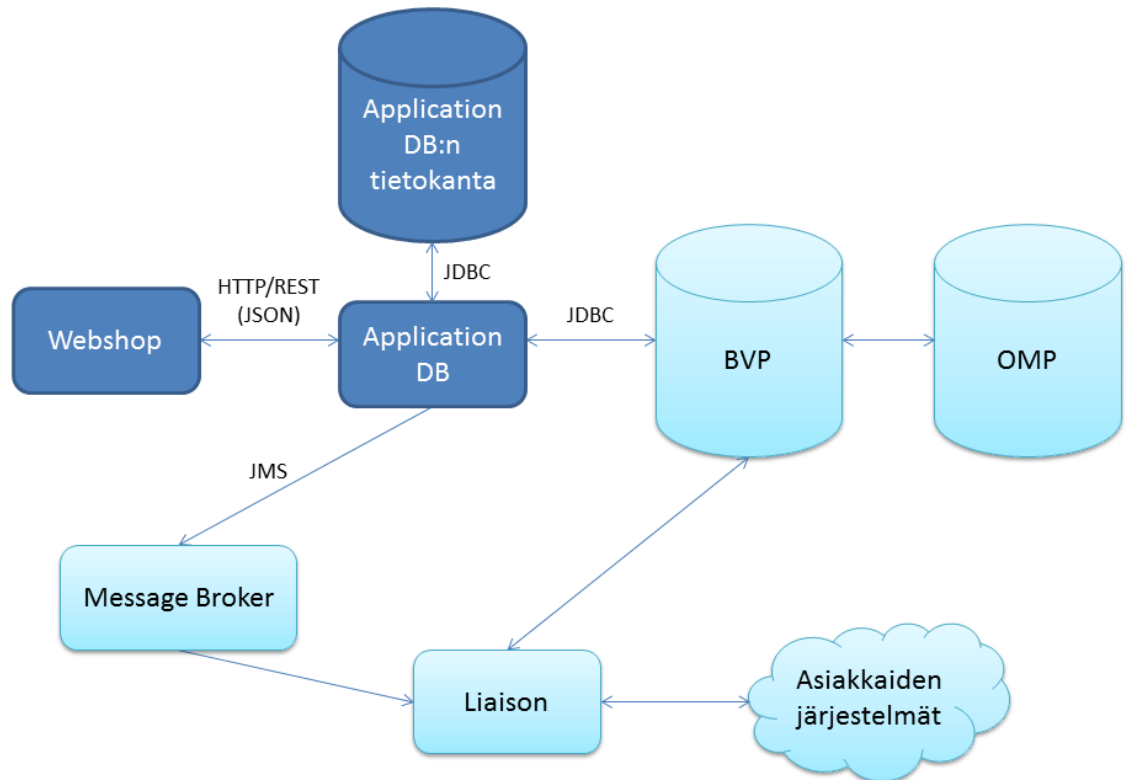 Application
DB:n
tietokanta
JDBC
HTTP/REST
(JSON)
JDBC
Webshop
Application
DB
BVP
OMP
JMS
Message Broker
Liaison
Asiakkaiden
järjestelmät